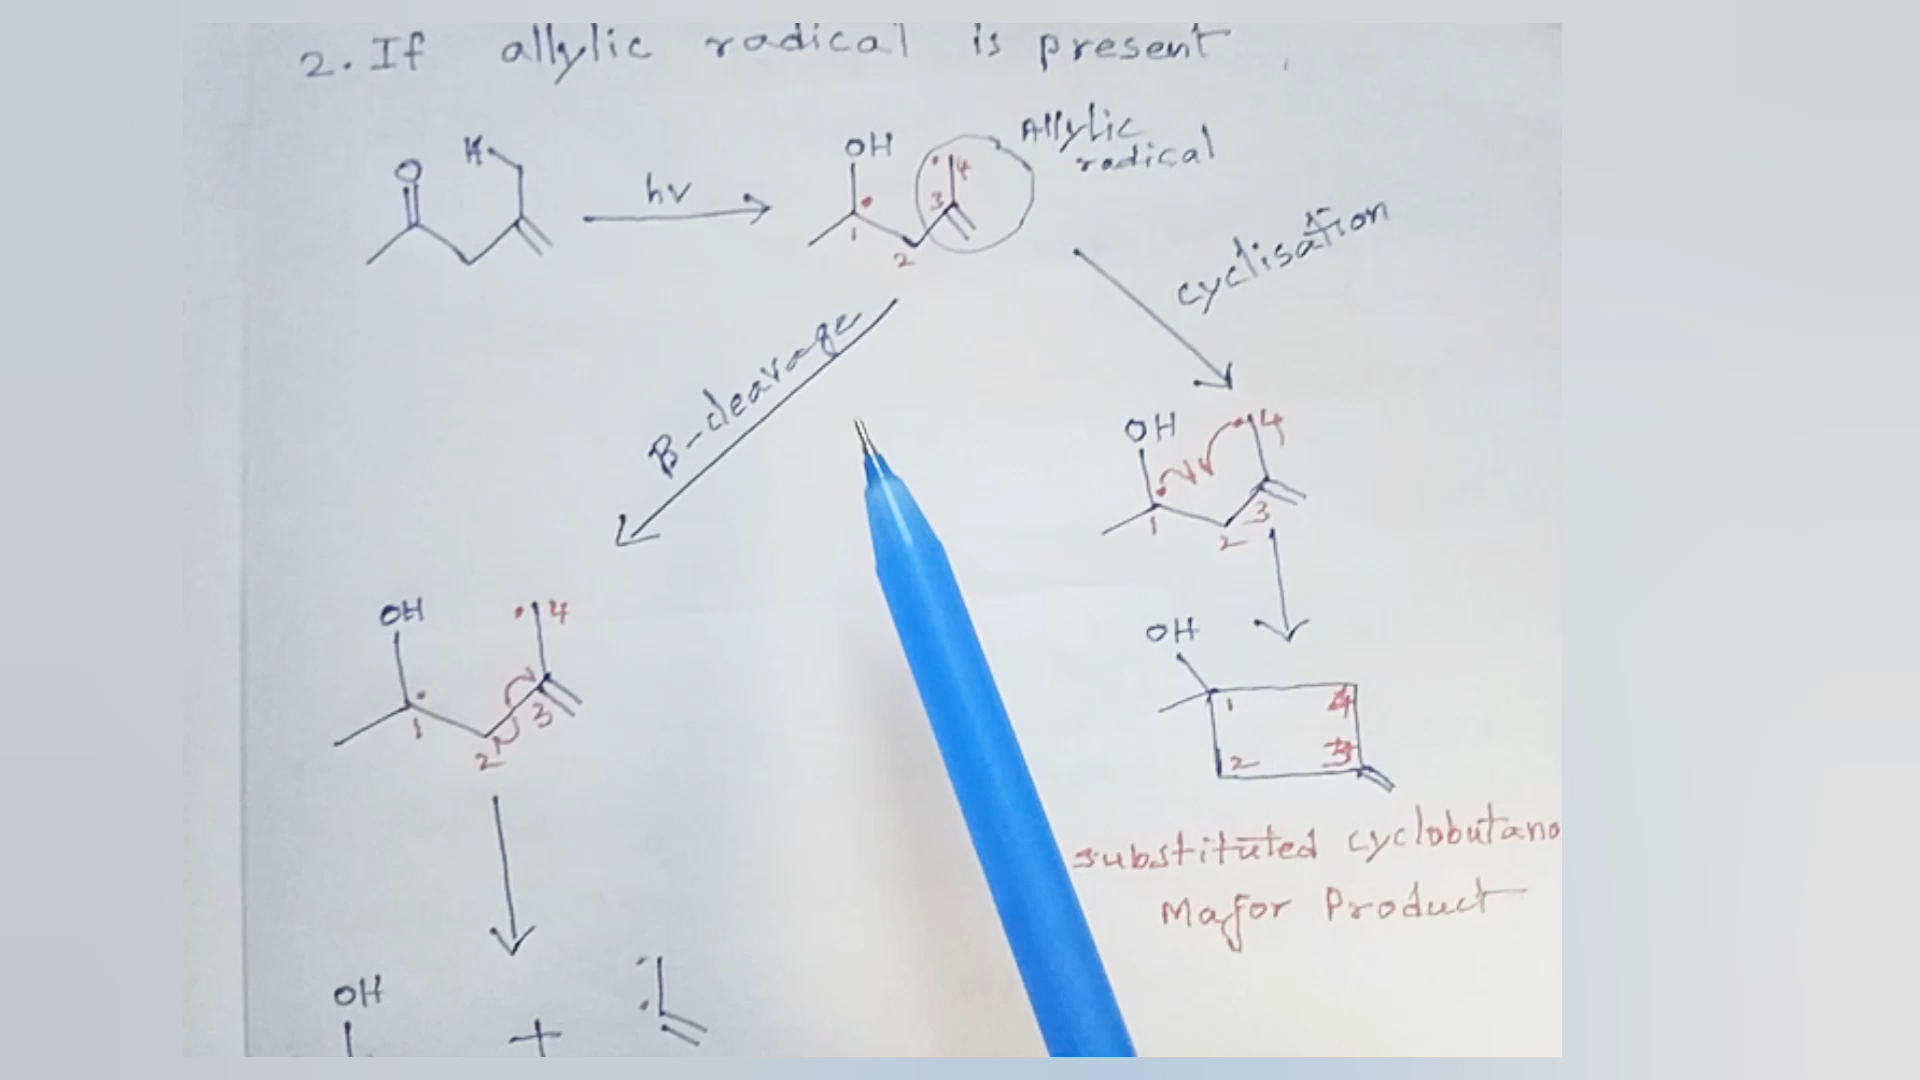 2. If allylic radical is present
Allylic
radical
OH
H
O
hν
4
3
1
2
cyclisation
B-cleavage
OH
4
1
2
3
OH
4
1
2
3
OH
1
4
2
3
substituted cyclobutano
Major Product
OH
+